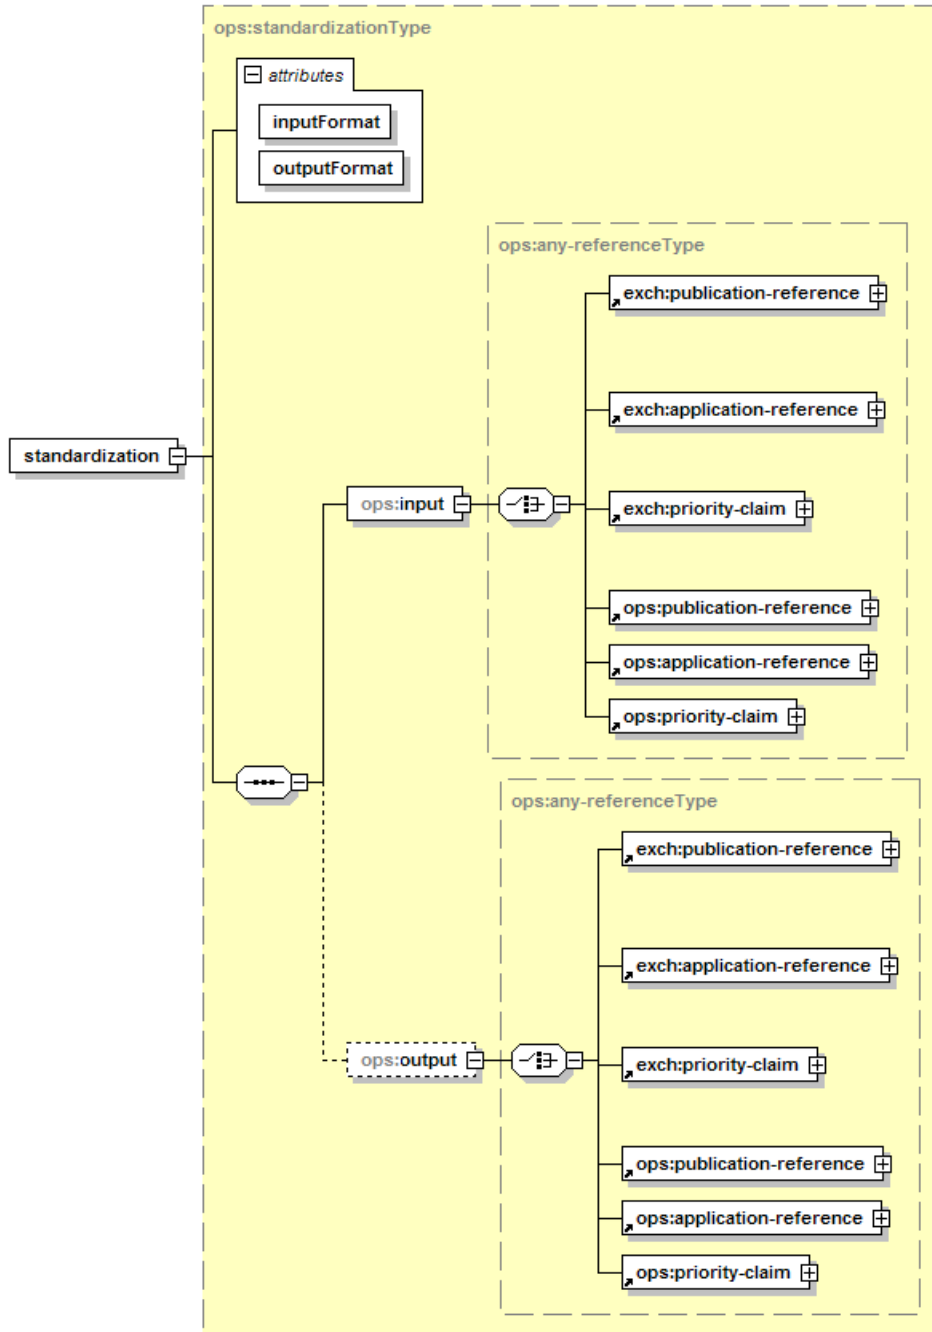 ops:standardizationType
attributes
inputFormat
outputFormat
ops:any-referenceType
exch:publication-reference
exch:application-reference
standardization
ops:input
exch:priority-claim
ops:publication-reference
ops:application-reference
ops:priority-claim
ops:any-referenceType
exch:publication-reference
exch:application-reference
ops:output
exch:priority-claim
ops:publication-reference
ops:application-reference
ops:priority-claim